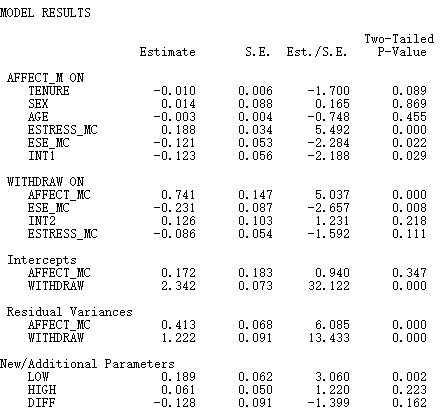 MODEL RESULTS
Two-Tailed
Estimate S.E. Est./S.E. P-Value
AFFECT_M ON
TENURE -0.010 0.006 -1.700 0.089
SEX 0.014 0.088 0.165 0.869
AGE -0.003 0.004 -0.748 0.455
ESTRESS_MC 0.188 0.034 5.492 0.000
ESE_MC -0.121 0.053 -2.284 0.022
INT1 -0.123 0.056 -2.188 0.029
WITHDRAW ON
AFFECT_MC 0.741 0.147 5.037 0.000
ESE_MC -0.231 0.087 -2.657 0.008
INT2 0.126 0.103 1.231 0.218
ESTRESS_MC -0.086 0.054 -1.592 0.111
Intercepts
AFFECT_MC 0.172 0.183 0.940 0.347
WITHDRAW 2.342 0.073 32.122 0.000
Residual Variances
AFFECT_MC 0.413 0.068 6.085 0.000
WITHDRAW 1.222 0.091 13.433 0.000
New/Additional Parameters
LOW 0.189 0.062 3.060 0.002
HIGH 0.061 0.050 1.220 0.223
DIFF -0.128 0.091 -1.399 0.162